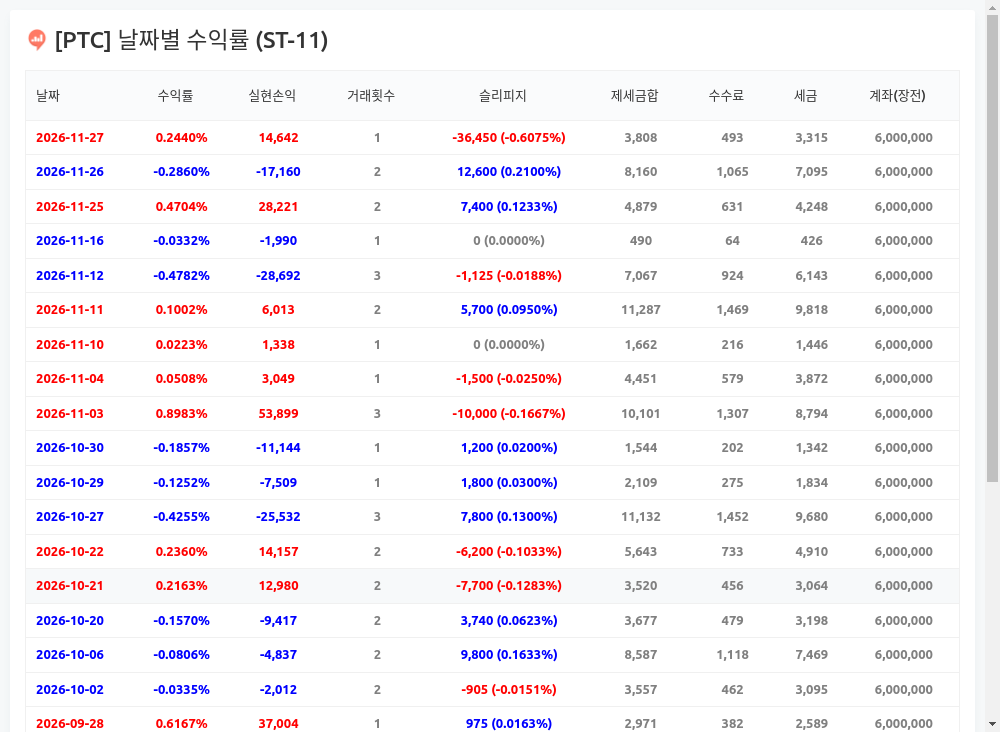 [PTC] 날짜별 수익률 (ST-11)
날짜 수익률 실현손익 거래횟수 슬리피지 제세금합 수수료 세금 계좌(장전)
2026-11-27 0.2440% 14,642 1 -36,450 (-0.6075%) 3,808 493 3,315 6,000,000
2026-11-26 -0.2860% -17,160 2 12,600 (0.2100%) 8,160 1,065 7,095 6,000,000
2026-11-25 0.4704% 28,221 2 7,400 (0.1233%) 4,879 631 4,248 6,000,000
2026-11-16 -0.0332% -1,990 1 0 (0.0000%) 490 64 426 6,000,000
2026-11-12 -0.4782% -28,692 3 -1,125 (-0.0188%) 7,067 924 6,143 6,000,000
2026-11-11 0.1002% 6,013 2 5,700 (0.0950%) 11,287 1,469 9,818 6,000,000
2026-11-10 0.0223% 1,338 1 0 (0.0000%) 1,662 216 1,446 6,000,000
2026-11-04 0.0508% 3,049 1 -1,500 (-0.0250%) 4,451 579 3,872 6,000,000
2026-11-03 0.8983% 53,899 3 -10,000 (-0.1667%) 10,101 1,307 8,794 6,000,000
2026-10-30 -0.1857% -11,144 1 1,200 (0.0200%) 1,544 202 1,342 6,000,000
2026-10-29 -0.1252% -7,509 1 1,800 (0.0300%) 2,109 275 1,834 6,000,000
2026-10-27 -0.4255% -25,532 3 7,800 (0.1300%) 11,132 1,452 9,680 6,000,000
2026-10-22 0.2360% 14,157 2 -6,200 (-0.1033%) 5,643 733 4,910 6,000,000
2026-10-21 0.2163% 12,980 2 -7,700 (-0.1283%) 3,520 456 3,064 6,000,000
2026-10-20 -0.1570% -9,417 2 3,740 (0.0623%) 3,677 479 3,198 6,000,000
2026-10-06 -0.0806% -4,837 2 9,800 (0.1633%) 8,587 1,118 7,469 6,000,000
2026-10-02 -0.0335% -2,012 2 -905 (-0.0151%) 3,557 462 3,095 6,000,000
2026-09-28 0.6167% 37,004 1 975 (0.0163%) 2,971 382 2,589 6,000,000